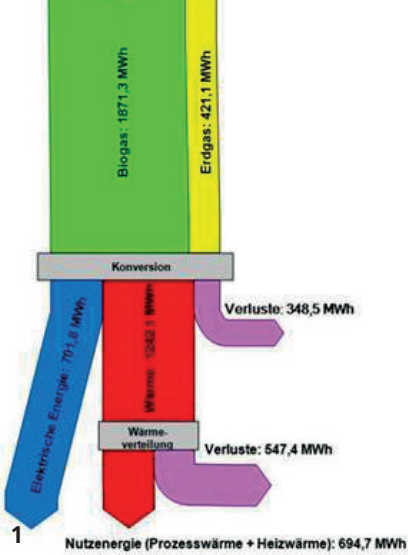 Biogas: 1871,3 MWh
Erdgas: 421,1 MWh
Konversion
Elektrische Energie: 701,8 MWh
Wärme: 1242,1 MWh
Verluste: 348,5 MWh
Wärme-
verteilung
Verluste: 547,4 MWh
1
Nutzenergie (Prozesswärme + Heizwärme): 694,7 MWh